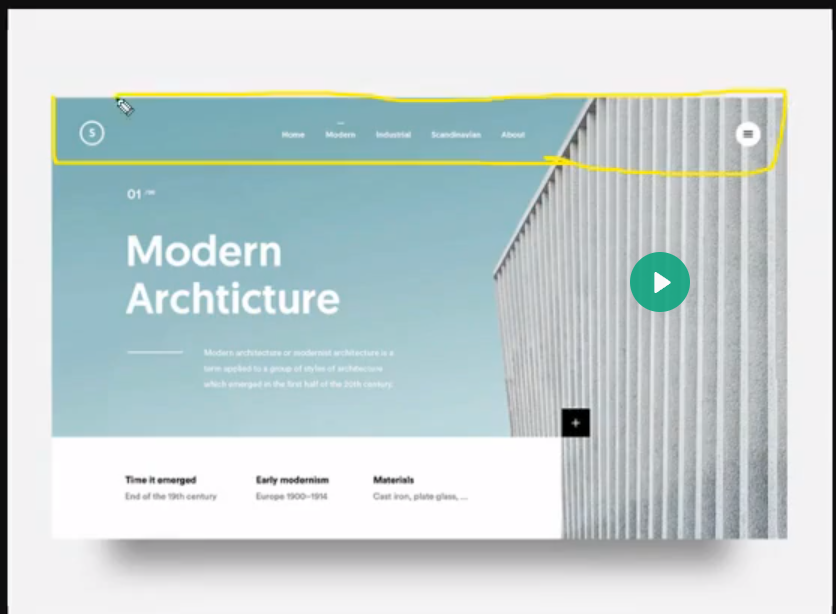 S
Home Modern Industrial Scandinavian About
01
Modern
Archticture
Modern architecture or modernist architecture is a
term applied to a group of styles of architecture
which emerged in the first half of the 20th century.
+
Time it emerged Early modernism Materials
End of the 19th century Europe 1900–1914 Cast iron, plate glass, ...